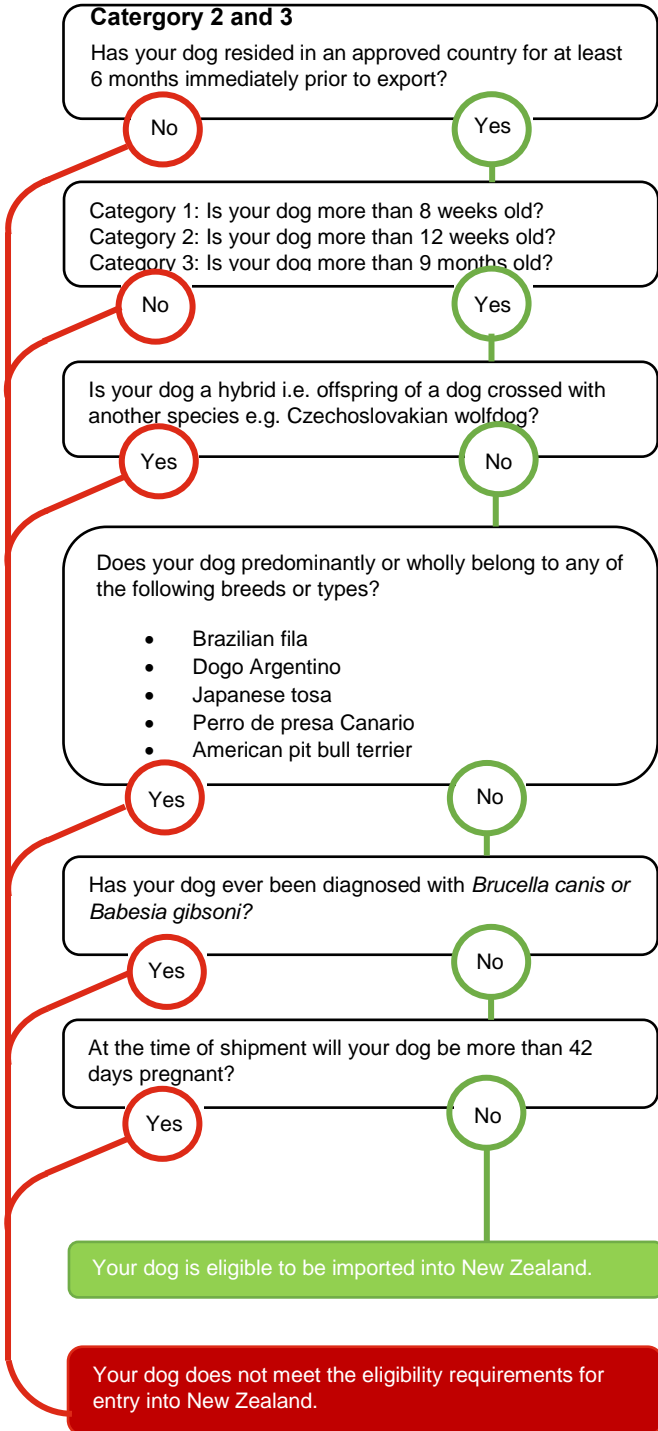 Catergory 2 and 3
Has your dog resided in an approved country for at least
6 months immediately prior to export?
No
Yes
Category 1: Is your dog more than 8 weeks old?
Category 2: Is your dog more than 12 weeks old?
Category 3: Is your dog more than 9 months old?
No
Yes
Is your dog a hybrid i.e. offspring of a dog crossed with
another species e.g. Czechoslovakian wolfdog?
Yes
No
Does your dog predominantly or wholly belong to any of
the following breeds or types?
• Brazilian fila
• Dogo Argentino
• Japanese tosa
• Perro de presa Canario
• American pit bull terrier
Yes
No
Has your dog ever been diagnosed with Brucella canis or
Babesia gibsoni?
Yes
No
At the time of shipment will your dog be more than 42
days pregnant?
Yes
No
Your dog is eligible to be imported into New Zealand.
Your dog does not meet the eligibility requirements for
entry into New Zealand.